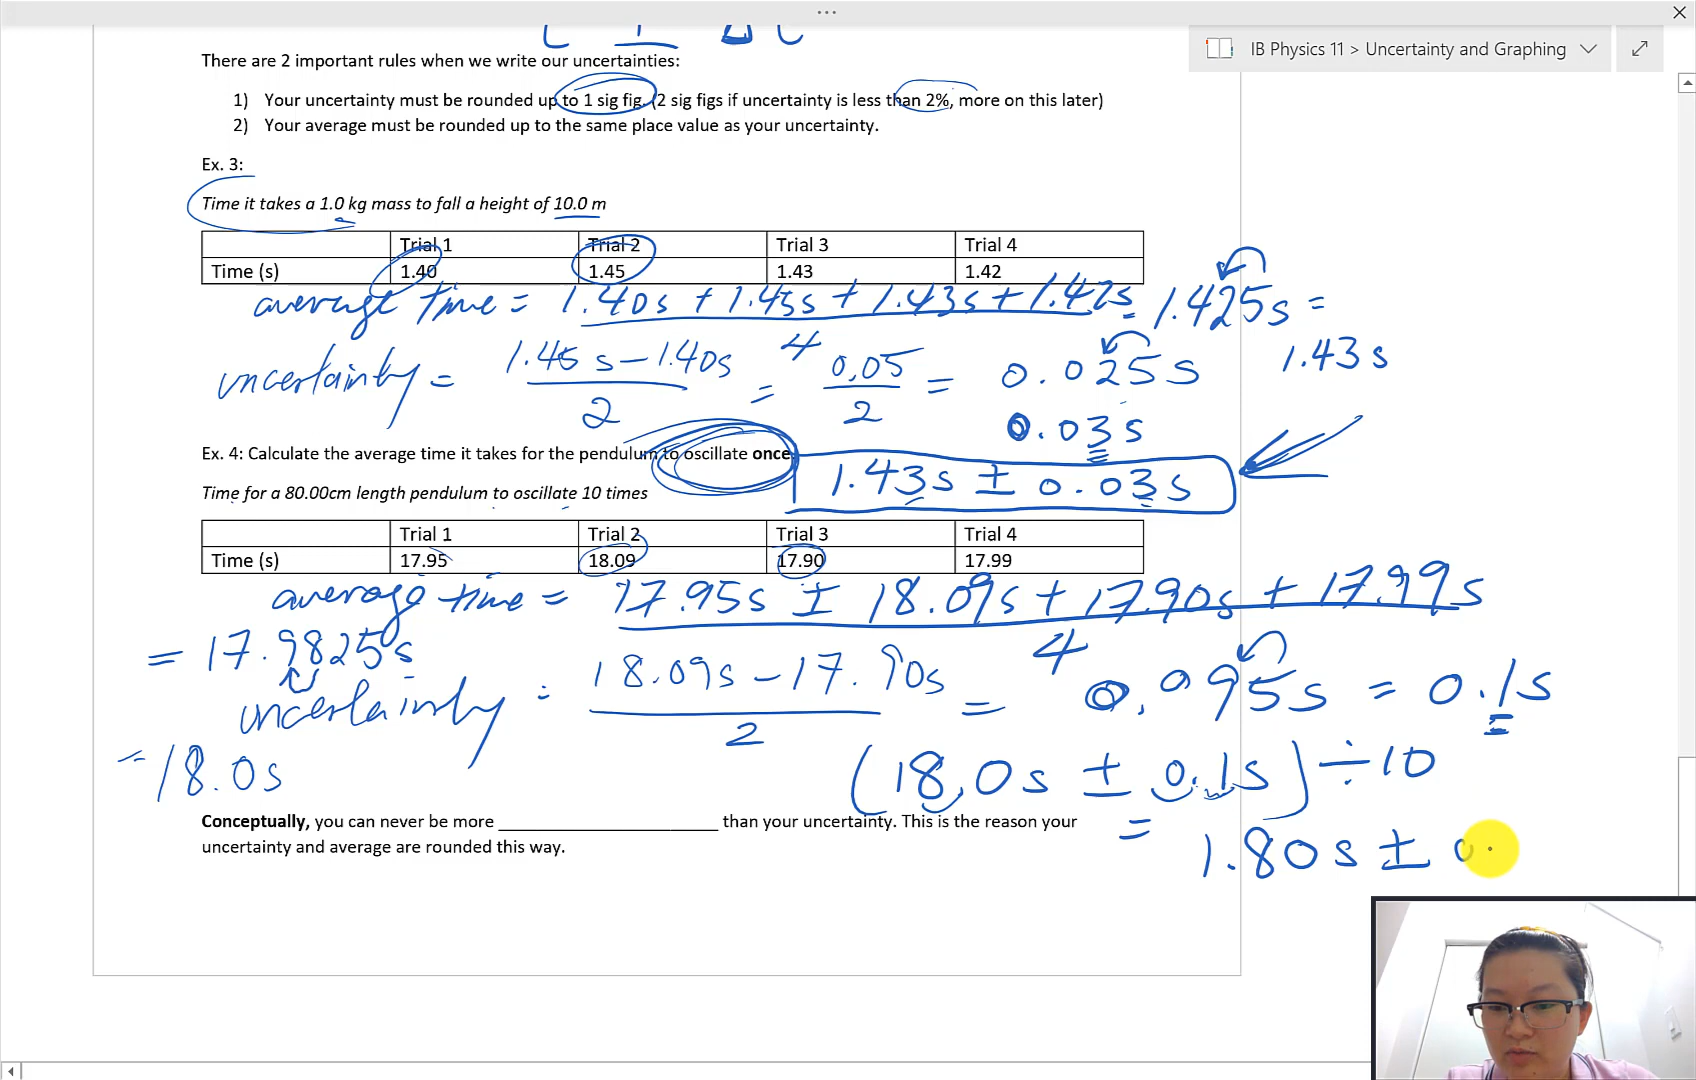 IB Physics 11 > Uncertainty and Graphing
There are 2 important rules when we write our uncertainties:
1) Your uncertainty must be rounded up to 1 sig fig. (2 sig figs if uncertainty is less than 2%, more on this later)
2) Your average must be rounded up to the same place value as your uncertainty.
Ex. 3:
Time it takes a 1.0 kg mass to fall a height of 10.0 m
Trial 1 Trial 2 Trial 3 Trial 4
Time (s) 1.40 1.45 1.43 1.42
average time = 1.40s + 1.45s + 1.43s + 1.42s = 1.425s =
4
1.43 s
uncertainty = 1.45 s - 1.40s = 0.05 = 0.025 s
2 2
0.03 s
Ex. 4: Calculate the average time it takes for the pendulum to oscillate once.
1.43s ± 0.03s
Time for a 80.00cm length pendulum to oscillate 10 times
Trial 1 Trial 2 Trial 3 Trial 4
Time (s) 17.95 18.09 17.90 17.99
average time = 17.95s ± 18.09s + 17.90s + 17.99s
4
= 17.9825s
uncertainty = 18.09s - 17.90s = 0.095s = 0.1s
2
= 18.0s
(18.0s ± 0.1s) ÷ 10
Conceptually, you can never be more ______________________ than your uncertainty. This is the reason your
uncertainty and average are rounded this way.
= 1.80s ± 0.